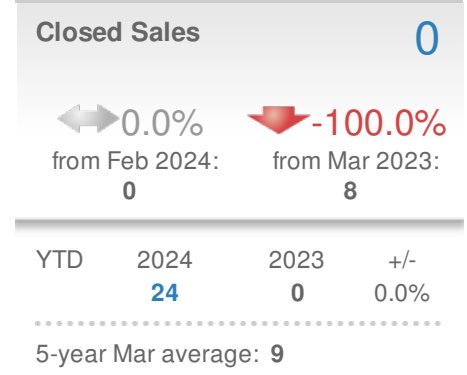 Closed Sales 0
0.0% -100.0%
from Feb 2024: from Mar 2023:
0 8
YTD 2024 2023 +/-
24 0 0.0%
5-year Mar average: 9